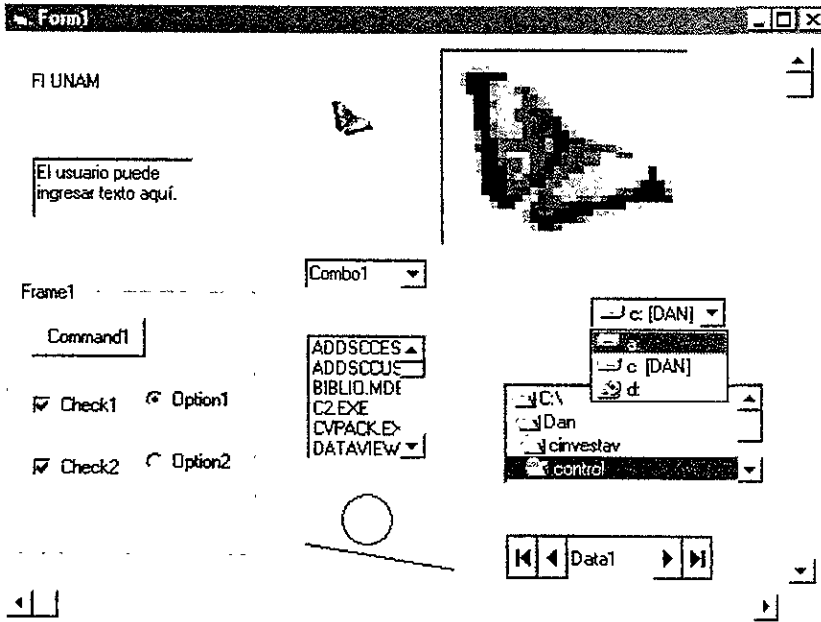 Form1
FI UNAM
El usuario puede
ingresar texto aquí.
Combo1
Frame1
Command1
Check1
Option1
Check2
Option2
ADDSCCES
ADDSCCUS
BIBLIO.MDB
C2.EXE
CVPACK.EX
DATAVIEW
c: [DAN]
a:
c: [DAN]
d:
C:\
Dan
cinvestav
control
Data1